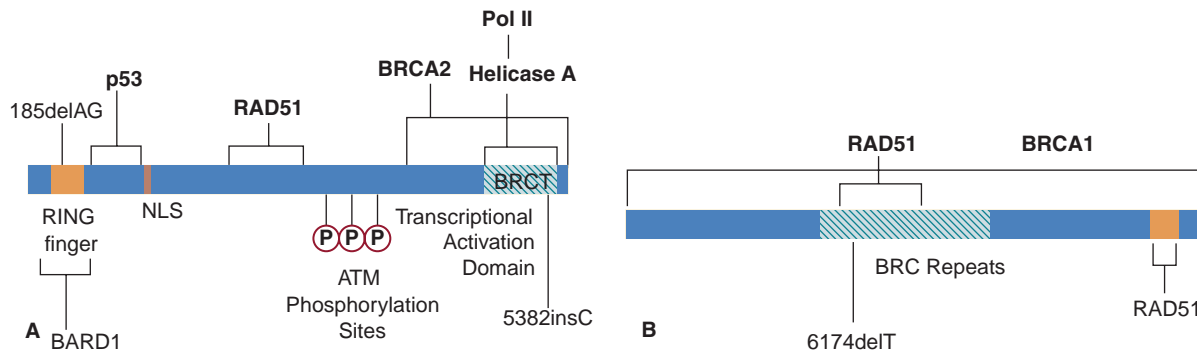 Pol II
BRCA2
Helicase A
p53
185delAG
RAD51
BRCT
NLS
RING
finger
P P P
Transcriptional
Activation
Domain
ATM
Phosphorylation
Sites
5382insC
A
BARD1
RAD51
BRCA1
BRC Repeats
RAD51
B
6174delT